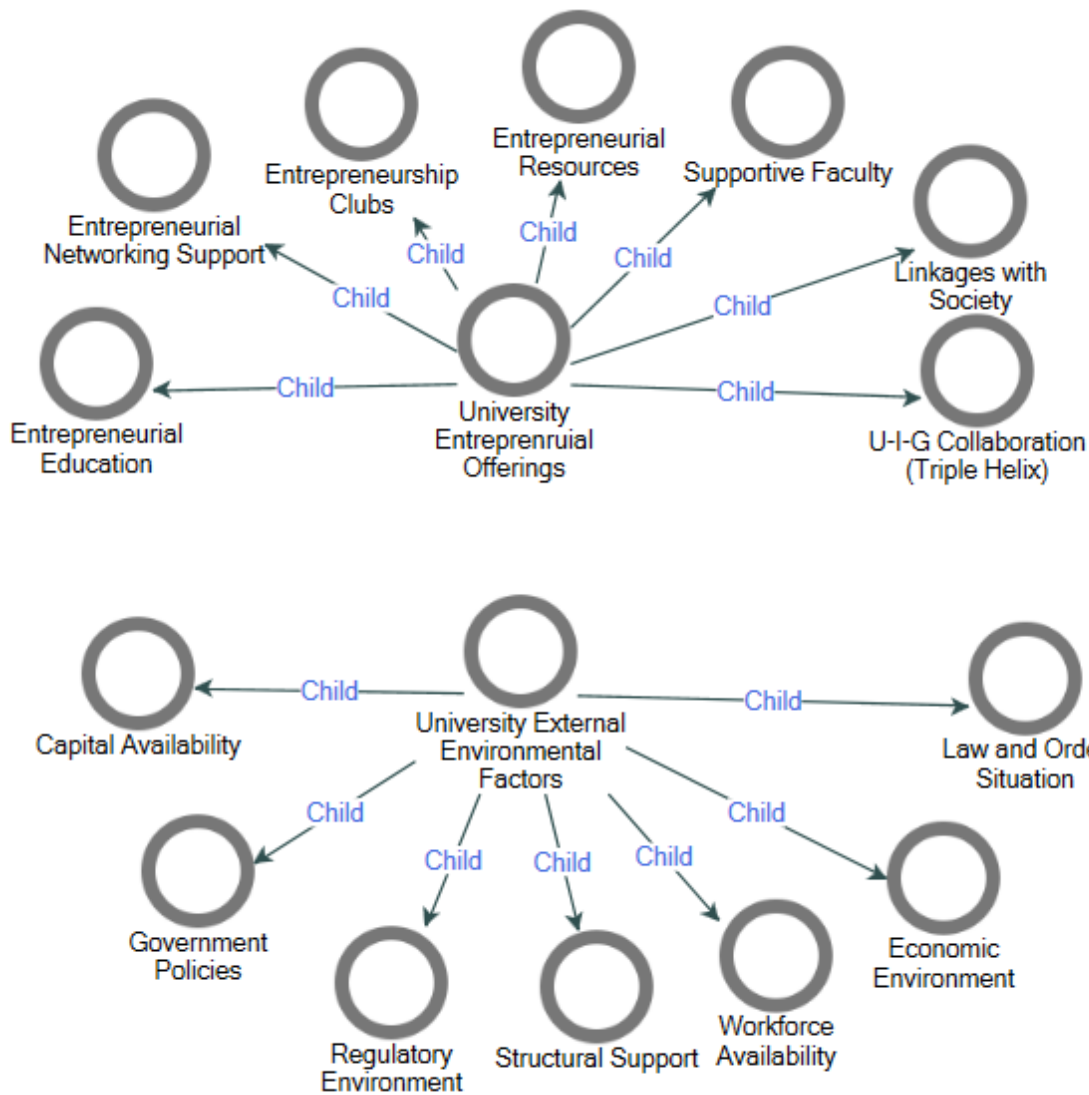 Entrepreneurial
Resources
Entrepreneurship
Clubs
Supportive Faculty
Entrepreneurial
Networking Support
Linkages with
Society
Child
Child
Child
Child
Child
Child
Child
University
Entreprenruial
Offerings
Entrepreneurial
Education
U-I-G Collaboration
(Triple Helix)
Child
Child
University External
Environmental
Factors
Capital Availability
Law and Orde
Situation
Child
Child
Child
Child
Child
Government
Policies
Economic
Environment
Regulatory
Environment
Structural Support
Workforce
Availability